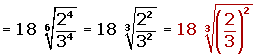 = 18 ⁶√(2⁴/3⁴) = 18 ³√(2²/3²) = 18 ³√((2/3)²)